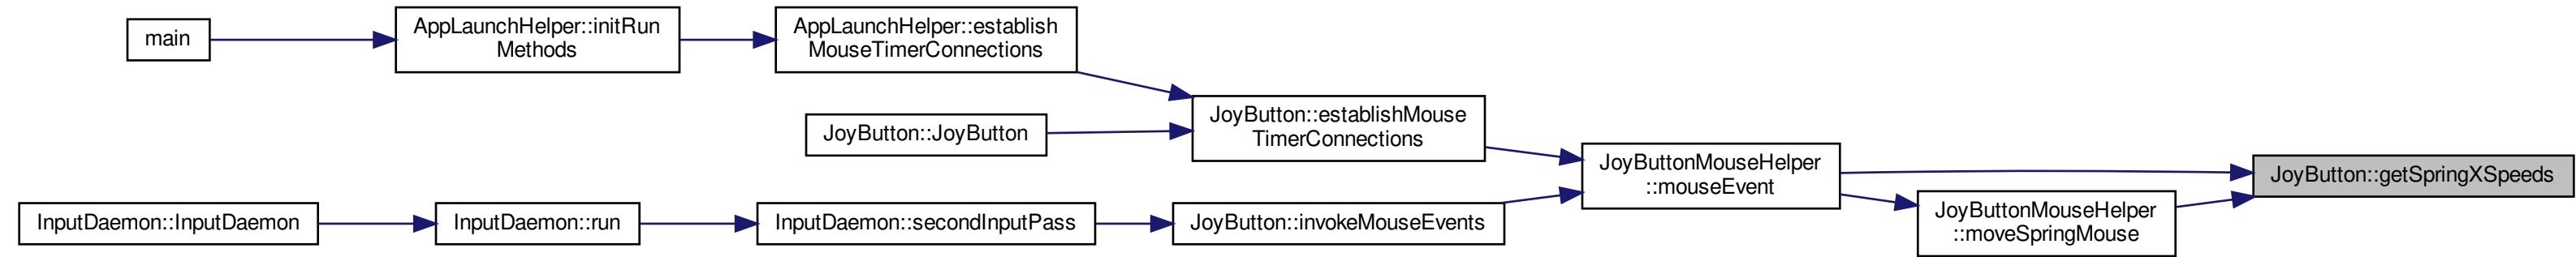 main
AppLaunchHelper::initRun
Methods
AppLaunchHelper::establish
MouseTimerConnections
JoyButton::JoyButton
JoyButton::establishMouse
TimerConnections
JoyButtonMouseHelper
::mouseEvent
JoyButton::getSpringXSpeeds
InputDaemon::InputDaemon
InputDaemon::run
InputDaemon::secondInputPass
JoyButton::invokeMouseEvents
JoyButtonMouseHelper
::moveSpringMouse